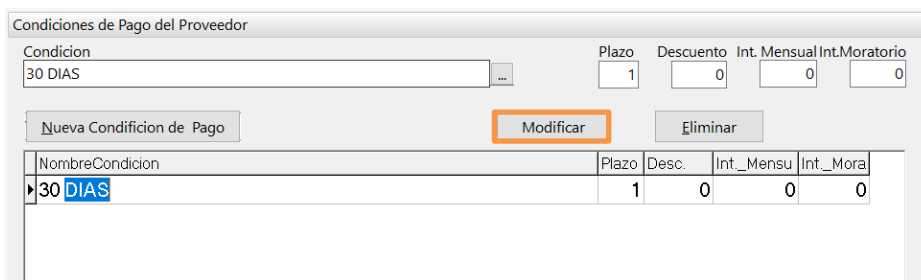 Condiciones de Pago del Proveedor
Condicion Plazo Descuento Int. Mensual Int.Moratorio
30 DIAS ... 1 0 0 0
Nueva Condificion de Pago Modificar Eliminar
NombreCondicion Plazo Desc. Int._Mensu Int._Mora
30 DIAS 1 0 0 0